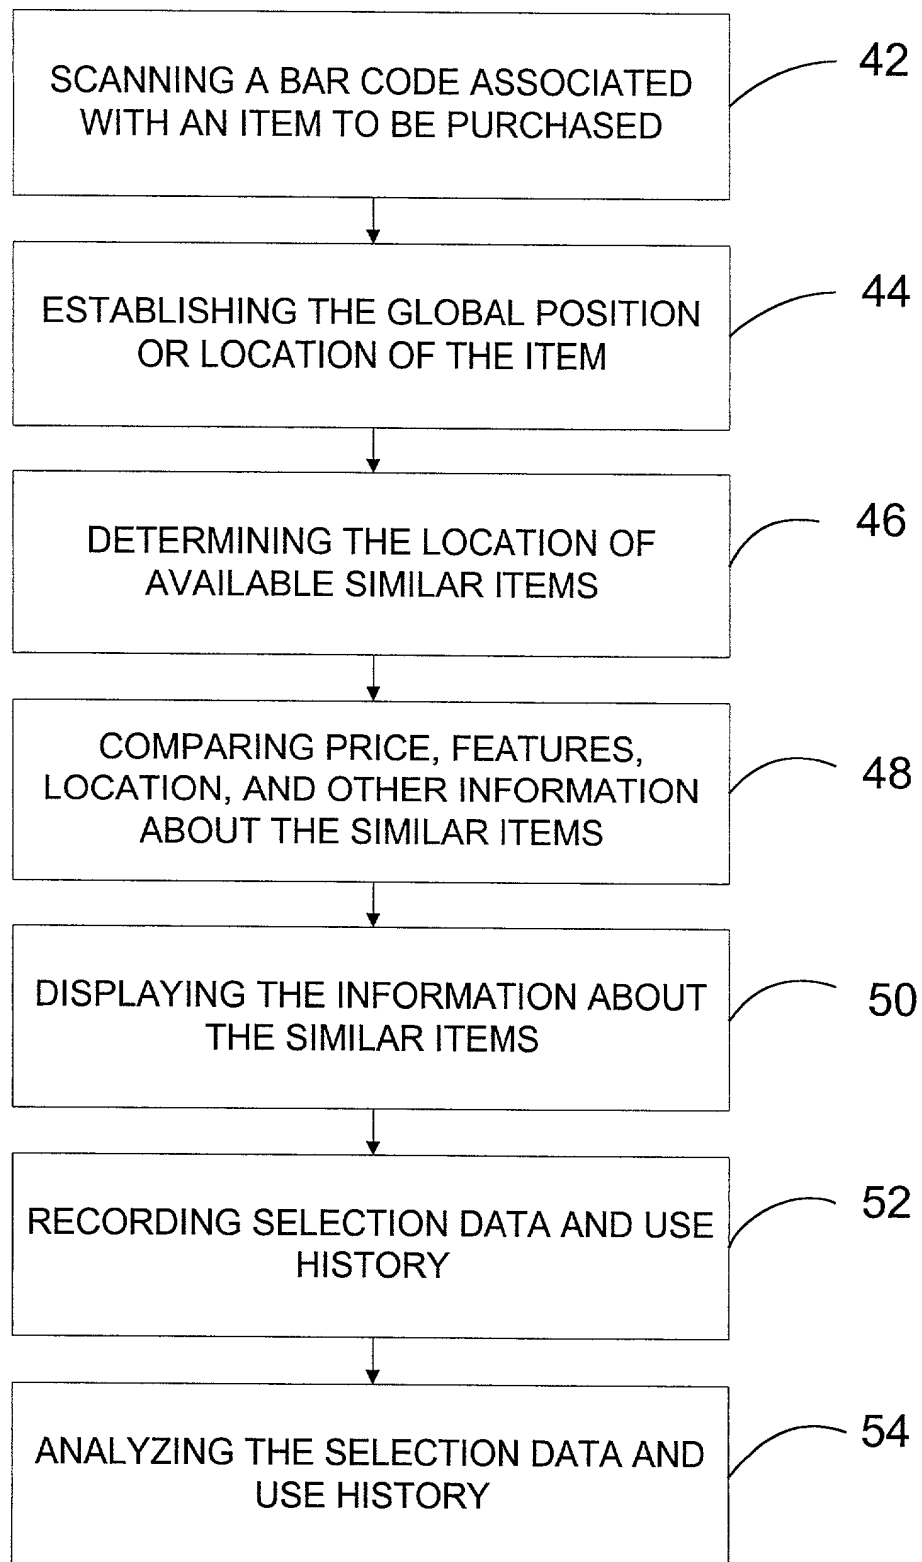 SCANNING A BAR CODE ASSOCIATED
WITH AN ITEM TO BE PURCHASED
42
ESTABLISHING THE GLOBAL POSITION
OR LOCATION OF THE ITEM
44
DETERMINING THE LOCATION OF
AVAILABLE SIMILAR ITEMS
46
COMPARING PRICE, FEATURES,
LOCATION, AND OTHER INFORMATION
ABOUT THE SIMILAR ITEMS
48
DISPLAYING THE INFORMATION ABOUT
THE SIMILAR ITEMS
50
RECORDING SELECTION DATA AND USE
HISTORY
52
ANALYZING THE SELECTION DATA AND
USE HISTORY
54